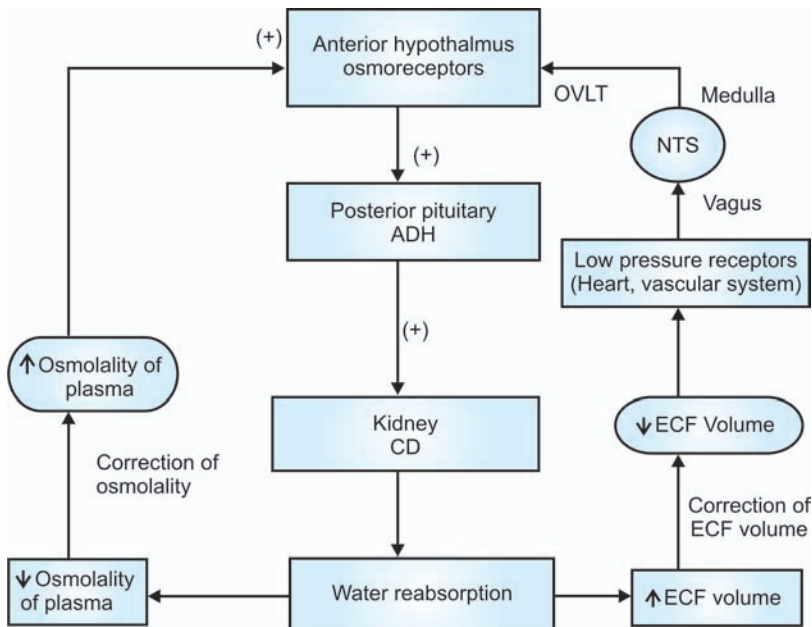 (+)
Anterior hypothalmus
osmoreceptors
OVLT
Medulla
NTS
(+)
Vagus
Posterior pituitary
ADH
Low pressure receptors
(Heart, vascular system)
(+)
↑ Osmolality of
plasma
Kidney
CD
↓ ECF Volume
Correction of
osmolality
Correction of
ECF volume
↓ Osmolality
of plasma
Water reabsorption
↑ ECF volume